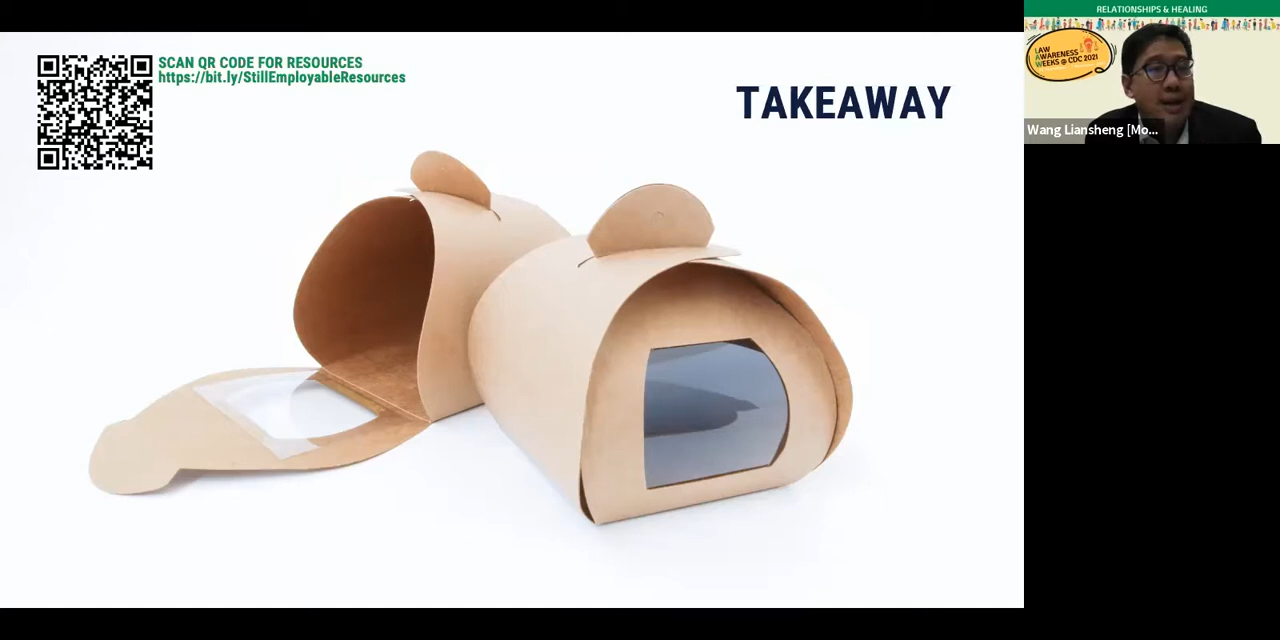 SCAN QR CODE FOR RESOURCES
https://bit.ly/StillEmployableResources
TAKEAWAY
RELATIONSHIPS & HEALING
LAW
AWARENESS
WEEKS @ CDC 2021
Wang Liansheng [Mo...